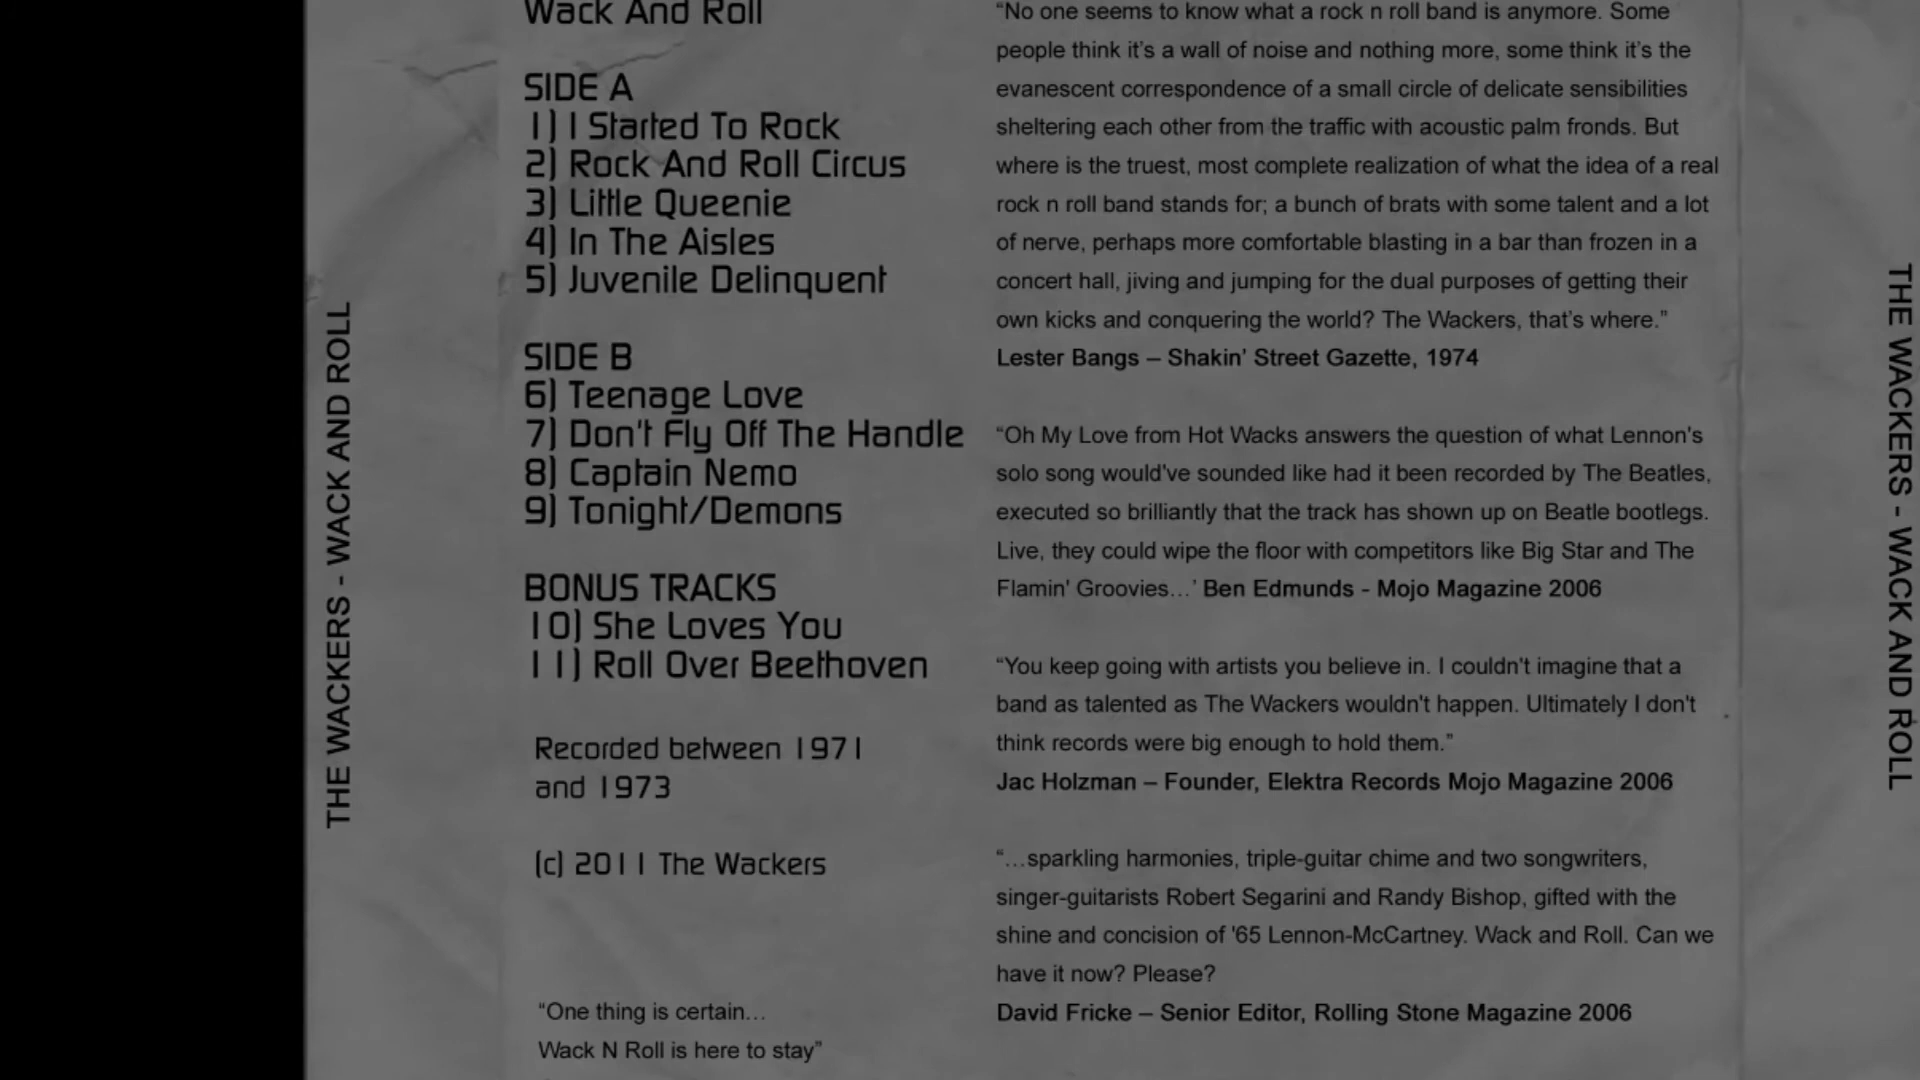 Wack And Roll
SIDE A
1) I Started To Rock
2) Rock And Roll Circus
3) Little Queenie
4) In The Aisles
5) Juvenile Delinquent
SIDE B
6) Teenage Love
7) Don't Fly Off The Handle
8) Captain Nemo
9) Tonight/Demons
BONUS TRACKS
10) She Loves You
11) Roll Over Beethoven
Recorded between 1971
and 1973
(c) 2011 The Wackers
“One thing is certain…
Wack N Roll is here to stay”
“No one seems to know what a rock n roll band is anymore. Some
people think it’s a wall of noise and nothing more, some think it’s the
evanescent correspondence of a small circle of delicate sensibilities
sheltering each other from the traffic with acoustic palm fronds. But
where is the truest, most complete realization of what the idea of a real
rock n roll band stands for; a bunch of brats with some talent and a lot
of nerve, perhaps more comfortable blasting in a bar than frozen in a
concert hall, jiving and jumping for the dual purposes of getting their
own kicks and conquering the world? The Wackers, that’s where.”
Lester Bangs – Shakin’ Street Gazette, 1974
“Oh My Love from Hot Wacks answers the question of what Lennon's
solo song would've sounded like had it been recorded by The Beatles,
executed so brilliantly that the track has shown up on Beatle bootlegs.
Live, they could wipe the floor with competitors like Big Star and The
Flamin' Groovies…’ Ben Edmunds - Mojo Magazine 2006
“You keep going with artists you believe in. I couldn't imagine that a
band as talented as The Wackers wouldn't happen. Ultimately I don't
think records were big enough to hold them.”
Jac Holzman – Founder, Elektra Records Mojo Magazine 2006
“…sparkling harmonies, triple-guitar chime and two songwriters,
singer-guitarists Robert Segarini and Randy Bishop, gifted with the
shine and concision of '65 Lennon-McCartney. Wack and Roll. Can we
have it now? Please?
David Fricke – Senior Editor, Rolling Stone Magazine 2006
THE WACKERS - WACK AND ROLL
THE WACKERS - WACK AND ROLL